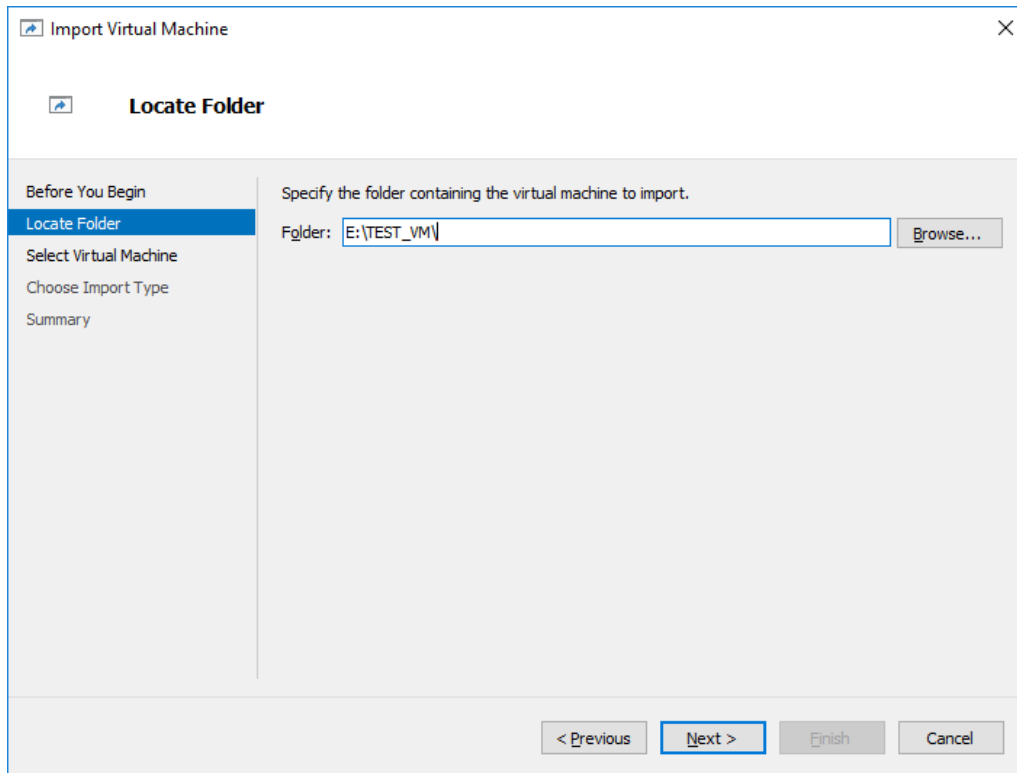 Import Virtual Machine
Locate Folder
Before You Begin
Locate Folder
Select Virtual Machine
Choose Import Type
Summary
Specify the folder containing the virtual machine to import.
Folder: E:\TEST_VM\ Browse...
< Previous Next > Finish Cancel